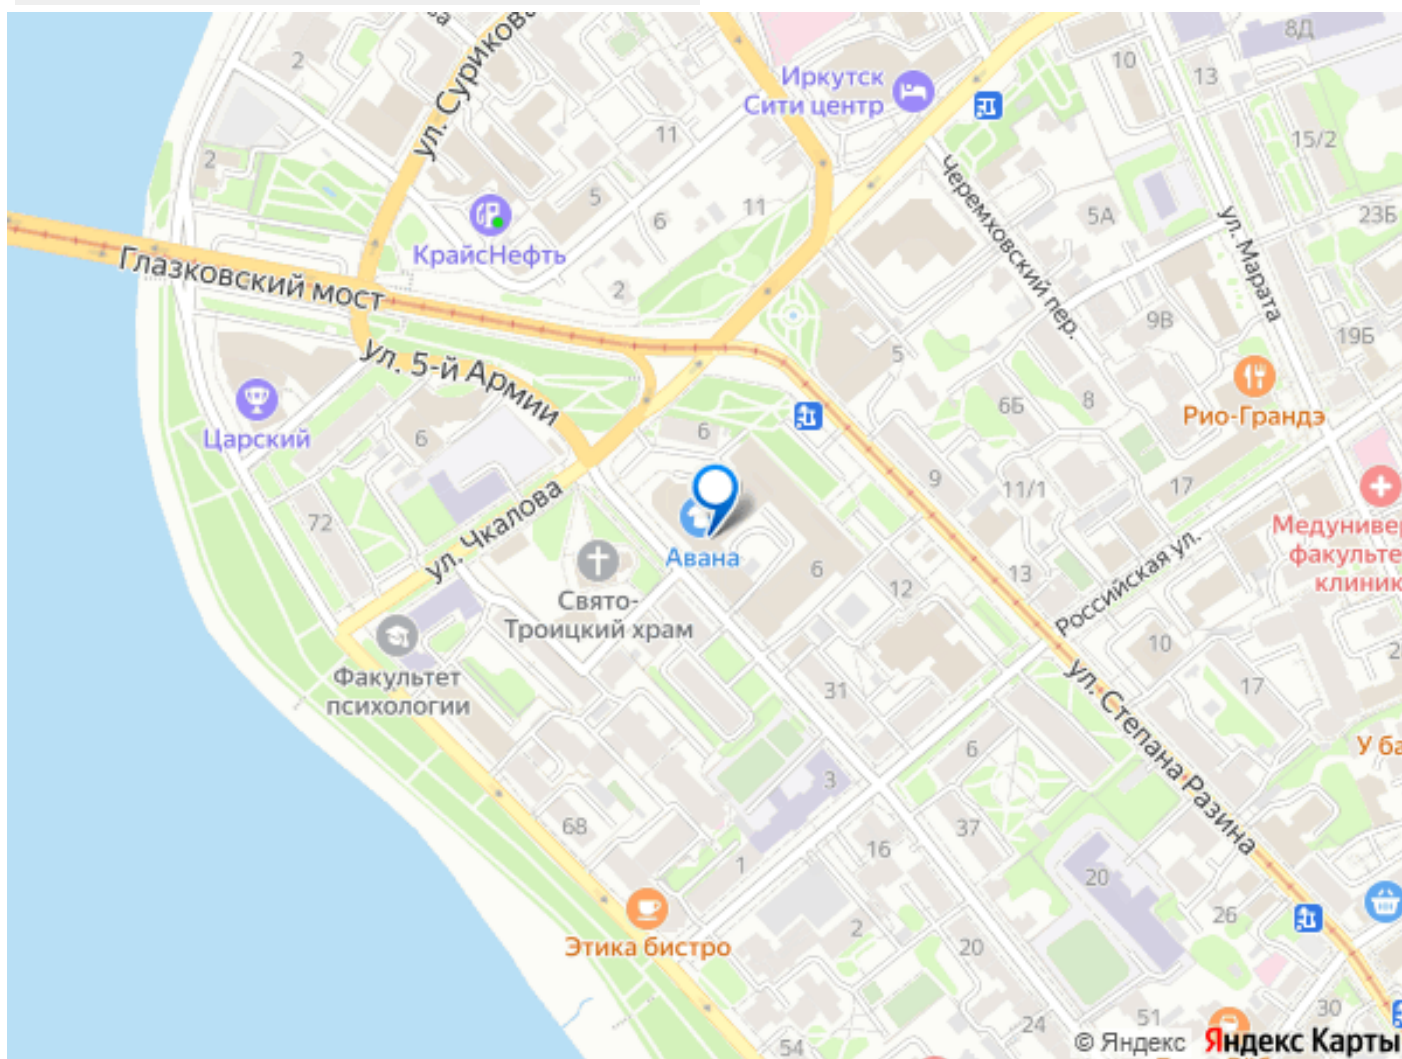 8Д
2
ул. Сурикова
10
13
Иркутск
Сити центр
11
15/2
2
Черемховский пер.
5
5А
23Б
6
11
ул. Марата
КрайсНефть
Глазковский мост
2
9В
19Б
ул. 5-й Армии
5
8
6Б
Рио-Грандэ
Царский
6
6
9
11/1
17
72
ул. Чкалова
Авана
6
Российская ул.
12
13
Свято-
Троицкий храм
10
17
Факультет
психологии
31
ул. Степана Разина
6
3
68
37
16
1
20
26
2
Этика бистро
20
24
51
30
54
© Яндекс
Яндекс Карты